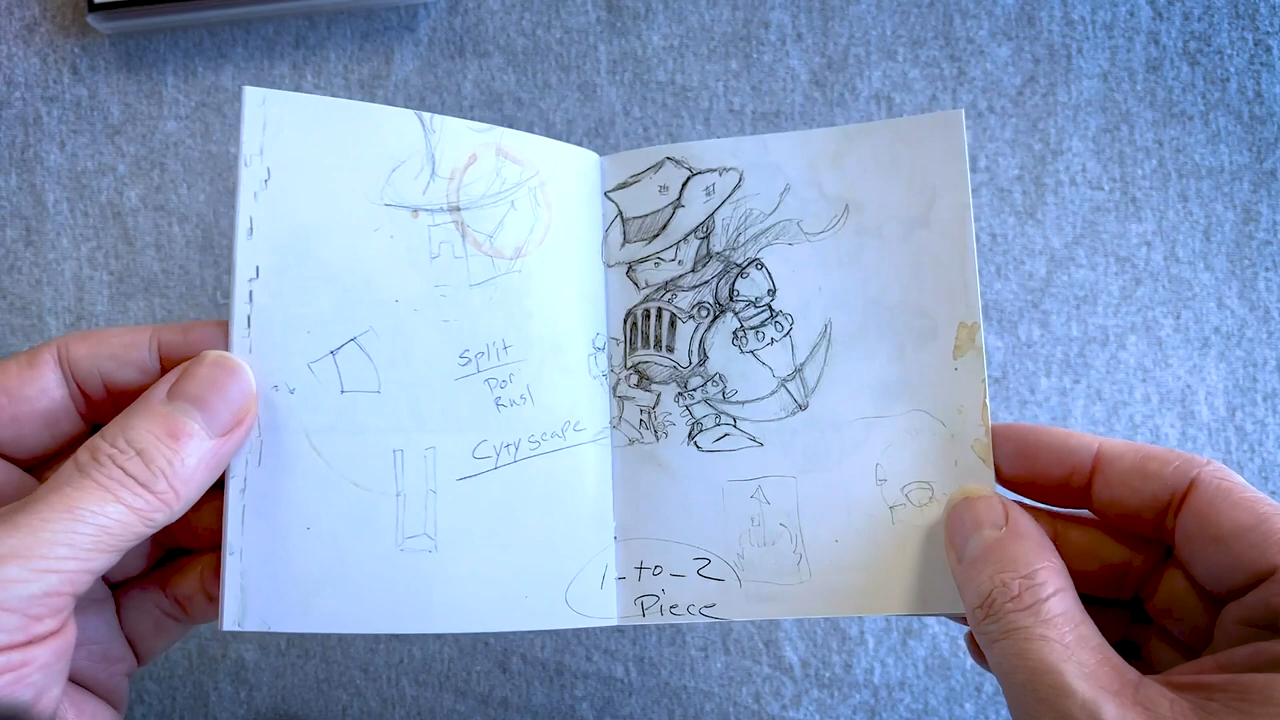 Split
Por
Rusl
Cytyscape
1-to-2
Piece